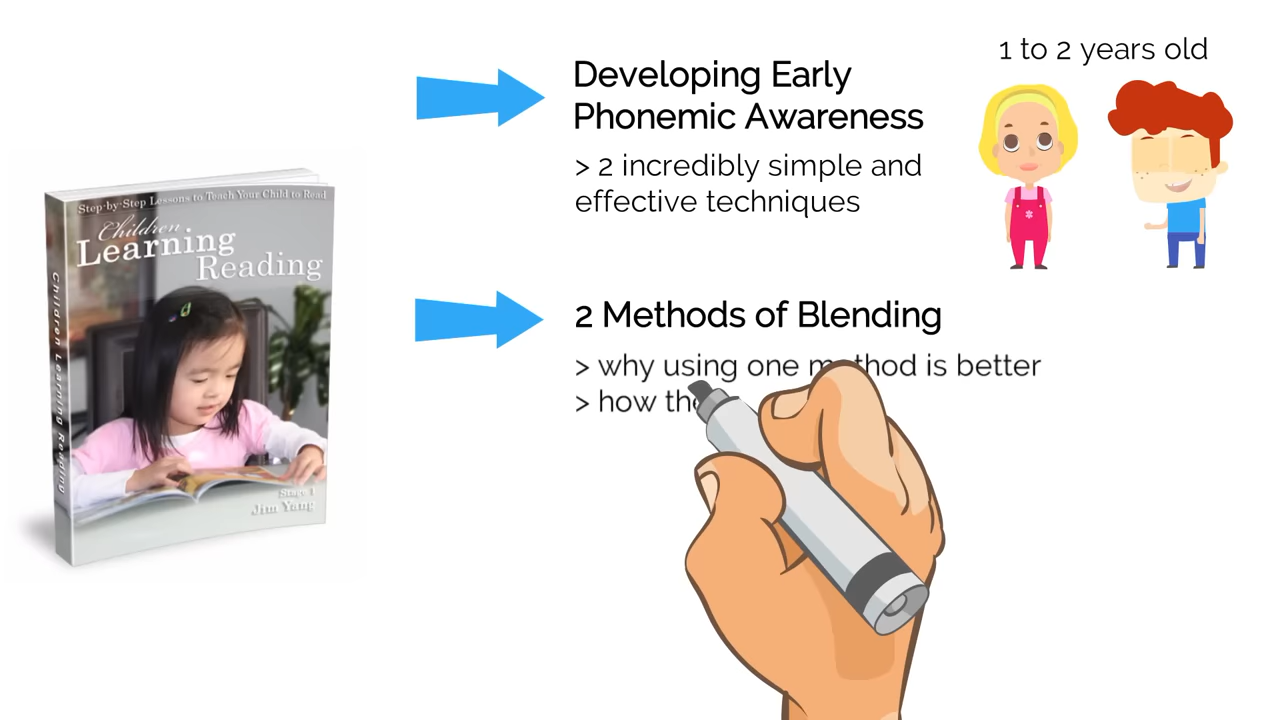 1 to 2 years old
Developing Early
Phonemic Awareness
> 2 incredibly simple and
effective techniques
2 Methods of Blending
> why using one method is better
> how the
Step-by-Step Lessons to Teach Your Child to Read
Children
Learning
Reading
Stage 1
Jim Yang
Children Learning Reading